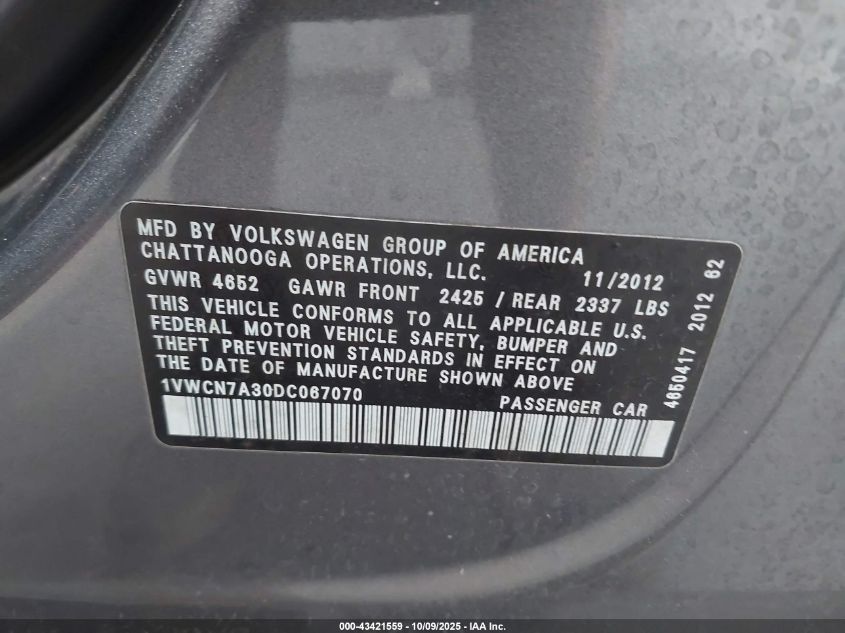 MFD BY VOLKSWAGEN GROUP OF AMERICA
CHATTANOOGA OPERATIONS, LLC. 11/2012
GVWR 4652 GAWR FRONT 2425 / REAR 2337 LBS
THIS VEHICLE CONFORMS TO ALL APPLICABLE U.S.
FEDERAL MOTOR VEHICLE SAFETY, BUMPER AND
THEFT PREVENTION STANDARDS IN EFFECT ON
THE DATE OF MANUFACTURE SHOWN ABOVE
1VWCN7A30DC067070 PASSENGER CAR
4650417 2012 62
000-43421559 - 10/09/2025 - IAA Inc.